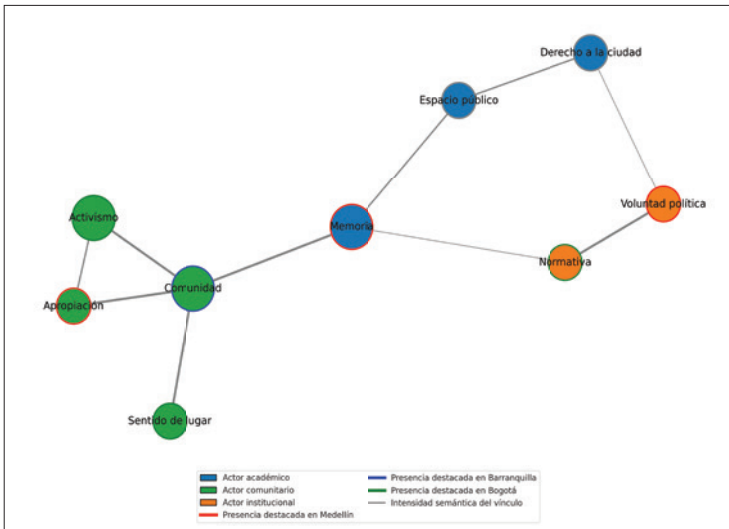 Derecho a la ciudad
Espacio público
Voluntad política
Activismo
Memoria
Normativa
Comunidad
Apropiación
Sentido de lugar
Actor académico
Actor comunitario
Actor institucional
Presencia destacada en Medellín
Presencia destacada en Barranquilla
Presencia destacada en Bogotá
Intensidad semántica del vínculo